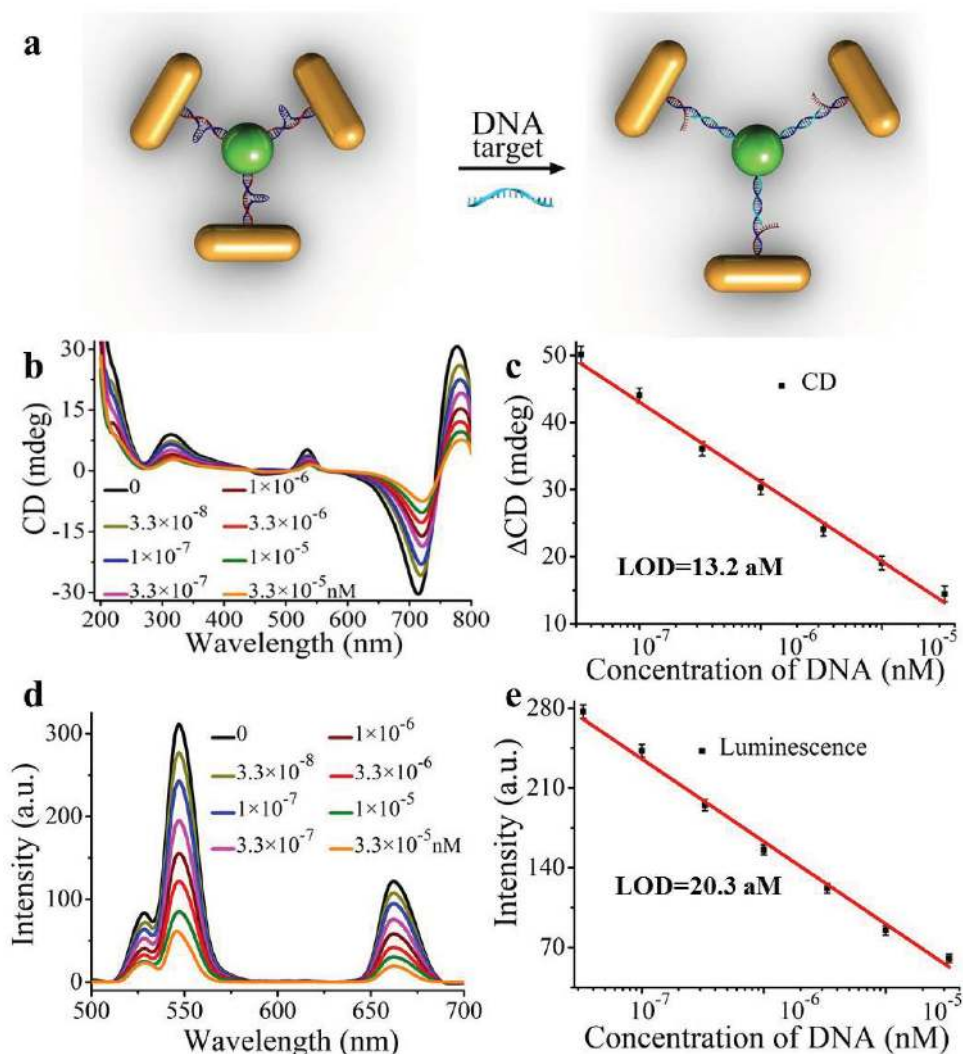 a
DNA
target
b
CD (mdeg)
30
15
0
-15
-30
0
3.3×10⁻⁸
1×10⁻⁷
3.3×10⁻⁷
1×10⁻⁶
3.3×10⁻⁶
1×10⁻⁵
3.3×10⁻⁵nM
200 300 400 500 600 700 800
Wavelength (nm)
c
ΔCD (mdeg)
50
40
30
20
10
CD
LOD=13.2 aM
10⁻⁷ 10⁻⁶ 10⁻⁵
Concentration of DNA (nM)
d
Intensity (a.u.)
300
200
100
0
0
3.3×10⁻⁸
1×10⁻⁷
3.3×10⁻⁷
1×10⁻⁶
3.3×10⁻⁶
1×10⁻⁵
3.3×10⁻⁵nM
500 550 600 650 700
Wavelength (nm)
e
Intensity (a.u.)
280
210
140
70
Luminescence
LOD=20.3 aM
10⁻⁷ 10⁻⁶ 10⁻⁵
Concentration of DNA (nM)